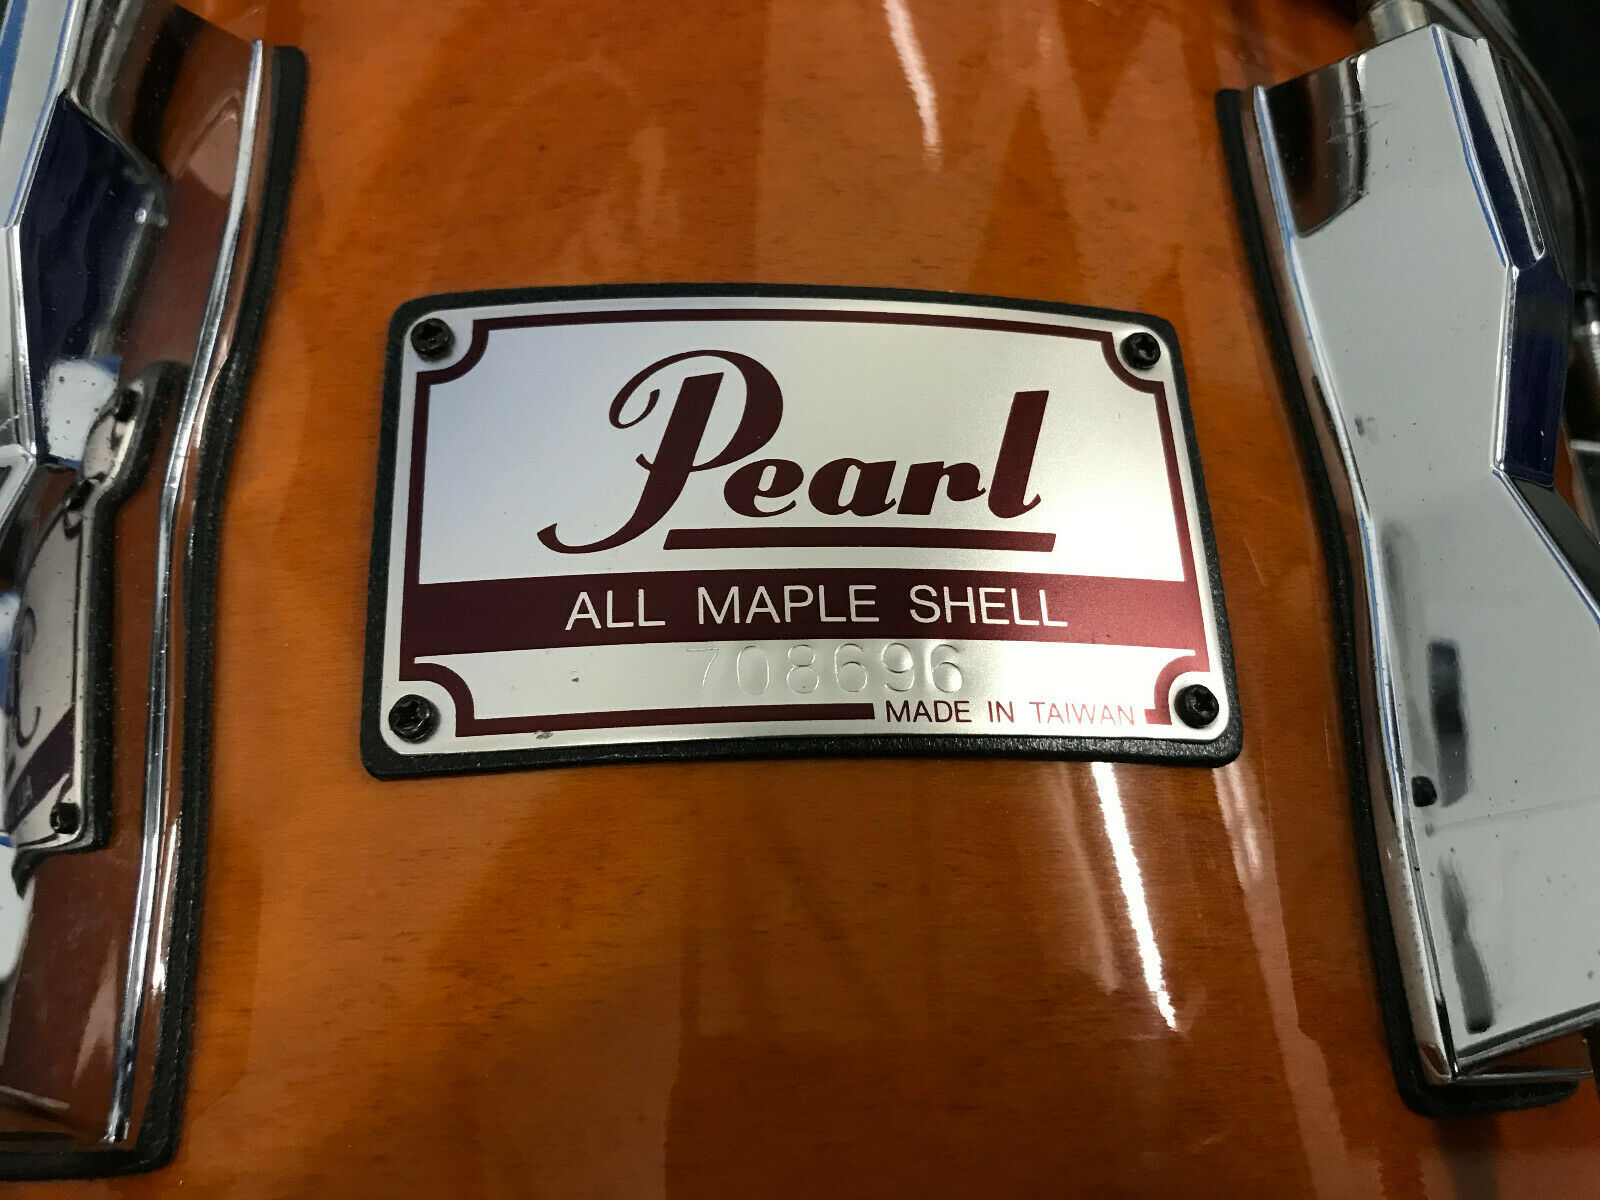 Pearl
ALL MAPLE SHELL
708696
MADE IN TAIWAN